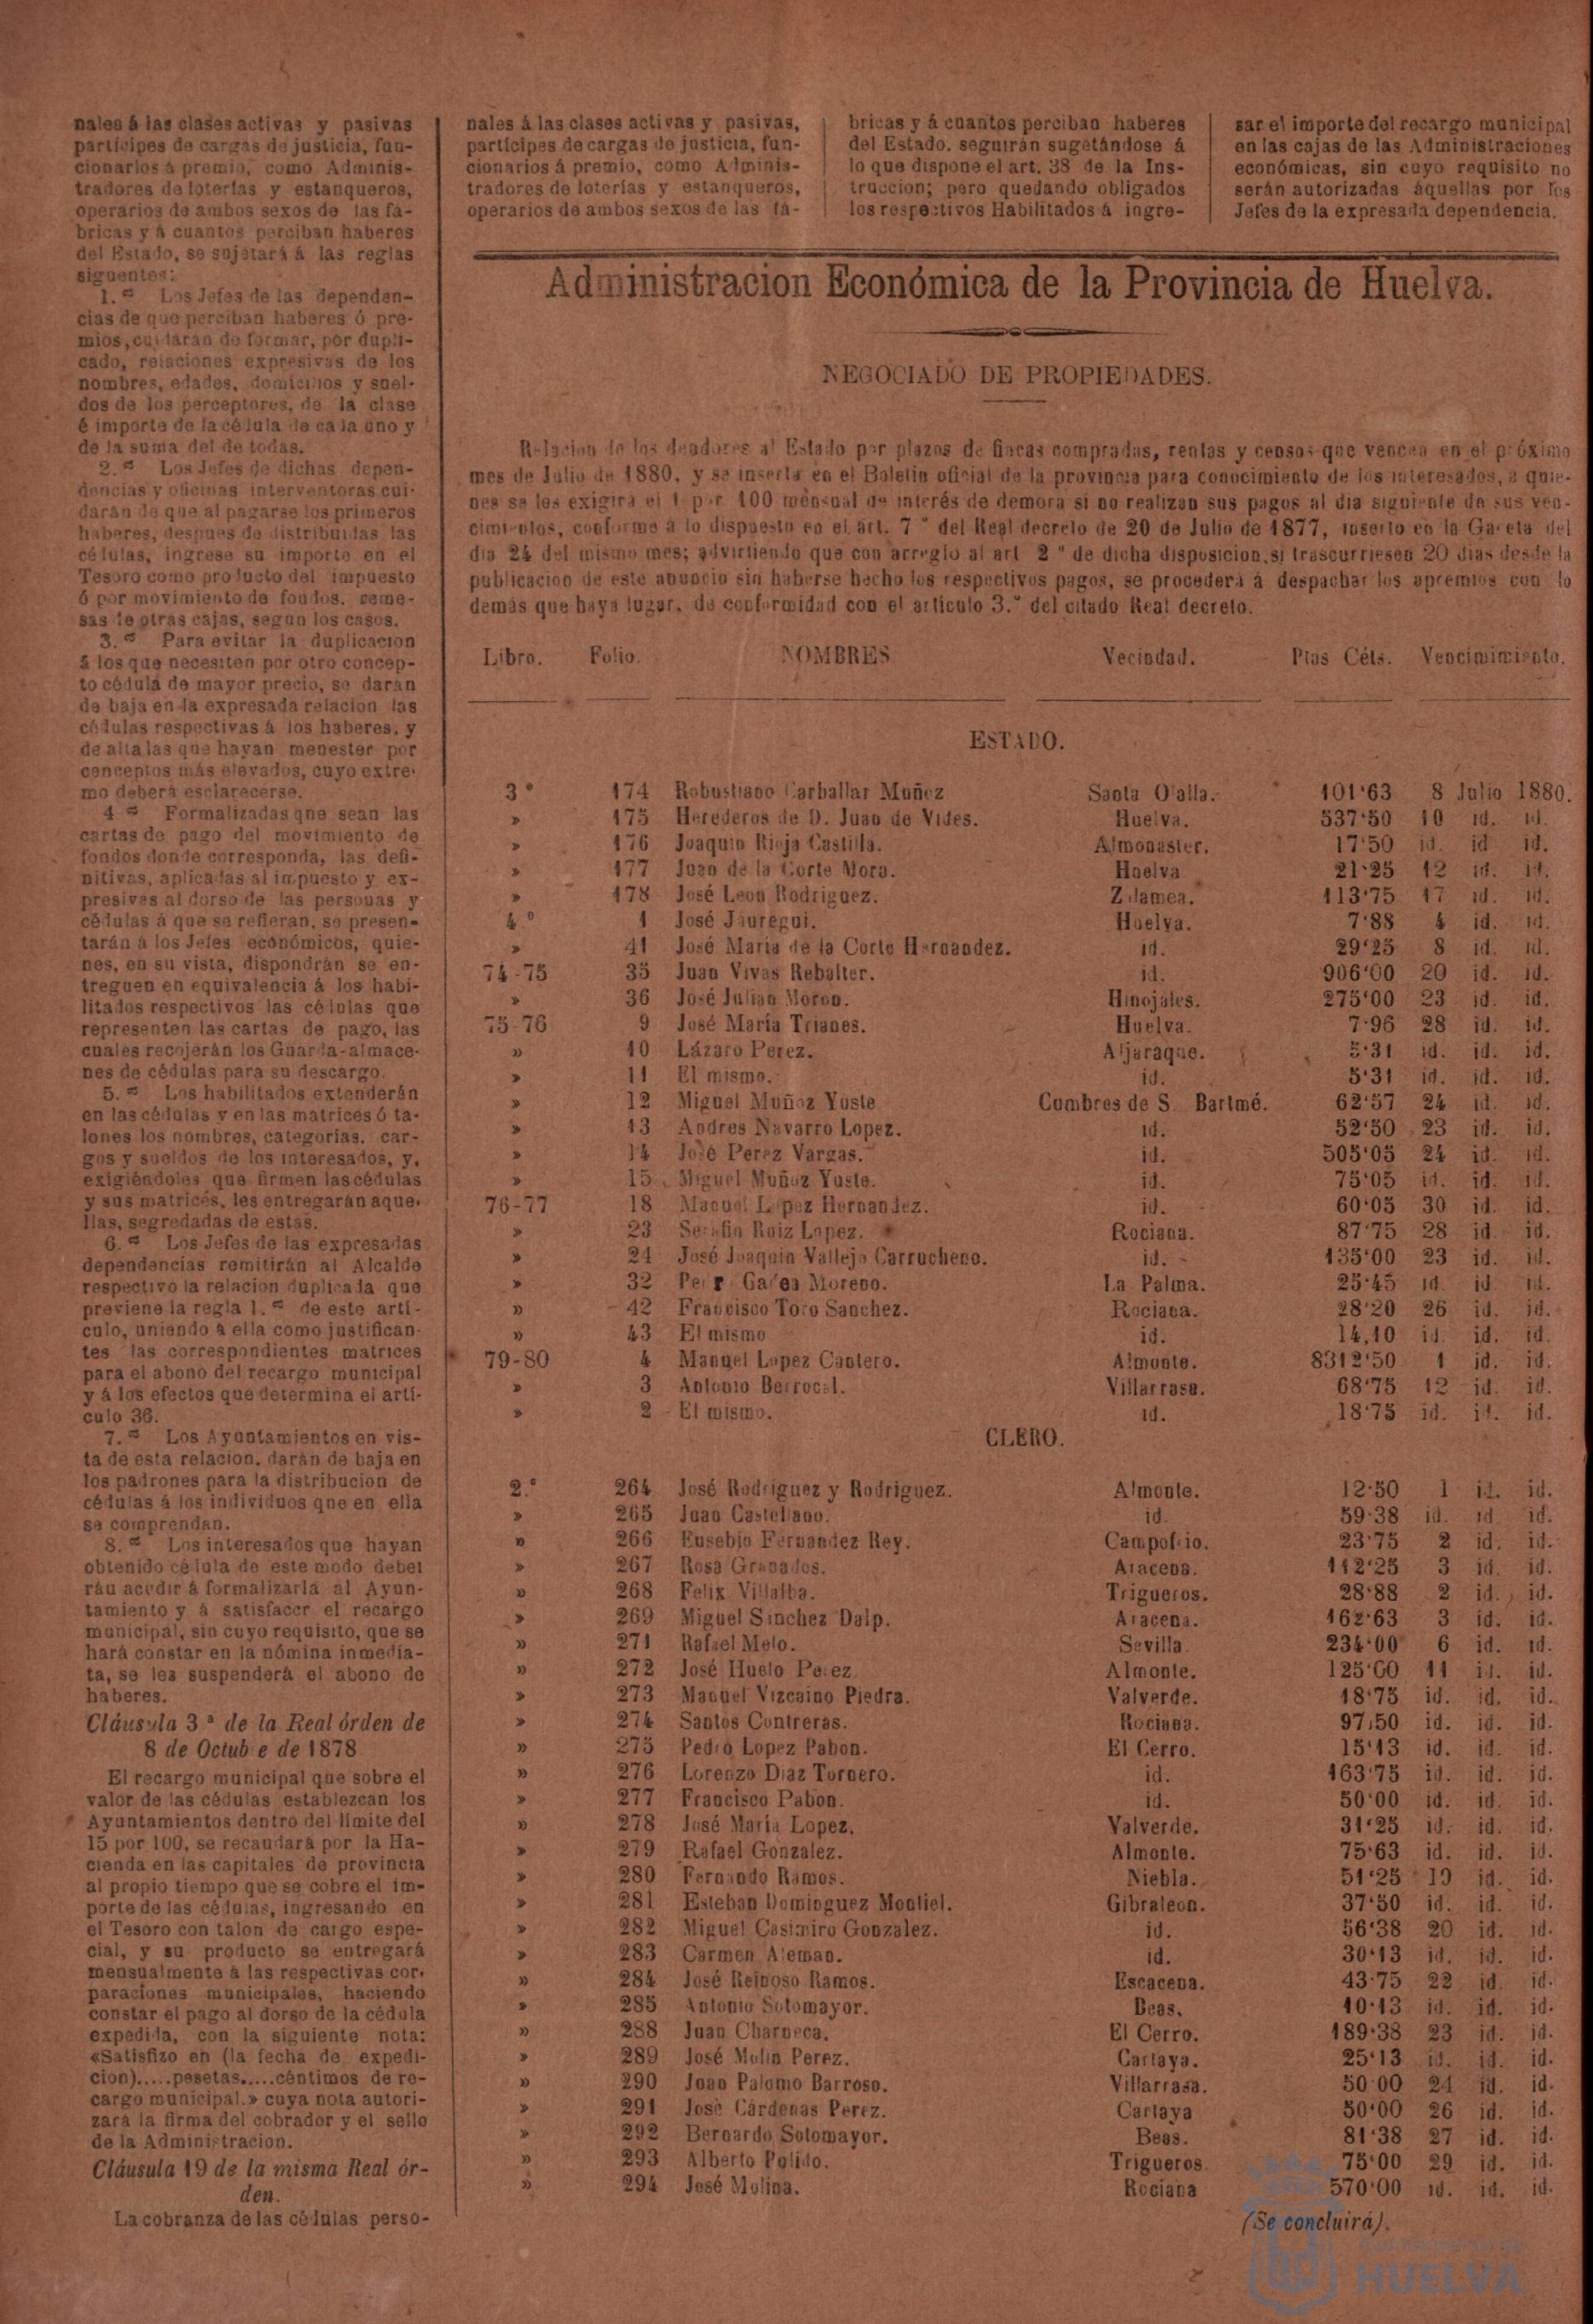 nales á las clases activas y pasivas
partícipes de cargas de justicia, fun-
cionarios á premio, como Adminis-
tradores de loterías y estanqueros,
operarios de ambos sexos de las fá-
bricas y á cuantos perciban haberes
del Estado, se sujetará á las reglas
siguentes:
1.ª Los Jefes de las dependen-
cias de que perciban haberes ó pre-
mios, cuidarán de formar, por dupli-
cado, relaciones expresivas de los
nombres, edades, domicilios y suel-
dos de los perceptores, de la clase
é importe de la cédula de cada uno y
de la suma del de todas.
2.ª Los Jefes de dichas depen-
dencias y oficinas interventoras cui-
darán de que al pagarse los primeros
haberes, despues de distribuidas las
células, ingrese su importe en el
Tesoro como producto del impuesto
ó por movimiento de fondos, reme-
sas de otras cajas, segun los casos.
3.ª Para evitar la duplicacion
á los que necesiten por otro concep-
to cédula de mayor precio, se darán
de baja en la expresada relacion las
cédulas respectivas á los haberes, y
de alta las que hayan menester por
conceptos más elevados, cuyo extre-
mo deberá esclarecerse.
4.ª Formalizadas qne sean las
cartas de pago del movimiento de
fondos donde corresponda, las defi-
nitivas, aplicadas al impuesto y ex-
presivas al dorso de las personas y
cédulas á que se refieran, se presen-
tarán á los Jefes económicos, quie-
nes, en su vista, dispondrán se en-
treguen en equivalencia á los habi-
litados respectivos las células que
representen las cartas de pago, las
cuales recojerán los Guarda-almace-
nes de cédulas para su descargo.
5.ª Los habilitados extenderán
en las cédulas y en las matrices ó ta-
lones los nombres, categorías, car-
gos y sueldos de los interesados, y,
exigiéndoles que firmen las cédulas
y sus matrices, les entregarán aque-
llas, segredadas de estas.
6.ª Los Jefes de las expresadas
dependencias remitirán al Alcalde
respectivo la relacion duplicada que
previene la regla 1.ª de este artí-
culo, uniendo á ella como justifican-
tes las correspondientes matrices
para el abono del recargo municipal
y á los efectos que determina el artí-
culo 36.
7.ª Los Ayuntamientos en vis-
ta de esta relacion, darán de baja en
los padrones para la distribucion de
cédulas á los individuos qne en ella
se comprendan.
8.ª Los interesados que hayan
obtenido célula de este modo debel
rán acudir á formalizarla al Ayun-
tamiento y á satisfacer el recargo
municipal, sin cuyo requisito, que se
hará constar en la nómina inmedia-
ta, se les suspenderá el abono de
haberes.
Cláusula 3.ª de la Real órden de
8 de Octubre de 1878
El recargo municipal que sobre el
valor de las cédulas establezcan los
Ayuntamientos dentro del límite del
15 por 100, se recaudará por la Ha-
cienda en las capitales de provincia
al propio tiempo que se cobre el im-
porte de las cédulas, ingresando en
el Tesoro con talon de cargo espe-
cial, y su producto se entregará
mensualmente á las respectivas cor-
paraciones municipales, haciendo
constar el pago al dorso de la cédula
expedida, con la siguiente nota:
«Satisfizo en (la fecha de expedi-
cion).....pesetas.....céntimos de re-
cargo municipal.» cuya nota autori-
zará la firma del cobrador y el sello
de la Administracion.
Cláusula 19 de la misma Real ór-
den.
La cobranza de las cédulas perso-
nales á las clases activas y pasivas,
partícipes de cargas de justicia, fun-
cionarios á premio, como Adminis-
tradores de loterías y estanqueros,
operarios de ambos sexos de las fá-
bricas y á cuantos perciban haberes
del Estado, seguirán sugetándose á
lo que dispone el art. 38 de la Ins-
truccion; pero quedando obligados
los respectivos Habilitados á ingre-
sar el importe del recargo municipal
en las cajas de las Administraciones
económicas, sin cuyo requisito no
serán autorizadas aquellas por los
Jefes de la expresada dependencia.
Administracion Económica de la Provincia de Huelva.
NEGOCIADO DE PROPIEDADES.
Relacion de los deudores al Estado por plazos de fincas compradas, rentas y censos que vencen en el próximo
mes de Julio de 1880, y se inserta en el Boletin oficial de la provincia para conocimiento de los interesados, á quie-
nes se les exigirá el 1 por 100 mensual de interés de demora si no realizan sus pagos al dia siguiente de sus ven-
cimientos, conforme á lo dispuesto en el art. 7.º del Real decreto de 20 de Julio de 1877, inserto en la Gaceta del
dia 24 del mismo mes; advirtiendo que con arreglo al art 2.º de dicha disposicion, si trascurriesen 20 dias desde la
publicacion de este anuncio sin haberse hecho los respectivos pagos, se procederá á despachar los apremios con lo
demás que haya lugar, de conformidad con el artículo 3.º del citado Real decreto.
Libro. Folio. NOMBRES. Vecindad. Ptas Céts. Vencimimiento.
ESTADO.
3º 174 Robustiano Carballar Muñez Santa Olalla. 101'63 8 Julio 1880.
» 175 Herederos de D. Juan de Vides. Huelva. 537'50 10 id. id.
» 176 Joaquin Rioja Castilla. Almonaster. 17'50 id. id id.
» 177 Juan de la Corte Mora. Huelva 21'25 12 id. id.
» 178 José Leon Rodriguez. Zalamea. 113'75 17 id. id.
4.º 1 José Jáuregui. Huelva. 7'88 4 id. id.
» 41 José María de la Corte Hernandez. id. 29'25 8 id. id.
74-75 35 Juan Vivas Rebolter. id. 906'00 20 id. id.
» 36 José Julian Moron. Hinojales. 275'00 23 id. id.
75-76 9 José María Trianes. Huelva. 7'96 28 id. id.
» 10 Lázaro Perez. Aljaraque. 5'31 id. id. id.
» 11 El mismo. id. 5'31 id. id. id.
» 12 Miguel Muñoz Yuste Cumbres de S. Bartmé. 62'57 24 id. id.
» 13 Andres Navarro Lopez. id. 52'50 23 id. id.
» 14 José Perez Vargas. id. 505'05 24 id. id.
» 15 Miguel Muñoz Yuste. id. 75'05 id. id. id.
76-77 18 Manuel Lopez Hernandez. id. 60'05 30 id. id.
» 23 Serafin Ruiz Lopez. Rociana. 87'75 28 id. id.
» 24 José Joaquin Vallejo Carrucheno. id. 135'00 23 id. id.
» 32 Moreno. La Palma. 25'45 id. id id.
» 42 Francisco Toro Sanchez. Rociana. 28'20 26 id. id.
» 43 El mismo id. 14,10 id. id. id.
79-80 4 Manuel Lopez Cantero. Almonte. 8312'50 1 id. id.
» 3 Antonio Berrocal. Villarrasa. 68'75 12 id. id.
» 2 El mismo. id. 18'75 id. id. id.
CLERO.
2.º 264 José Rodriguez y Rodriguez. Almonte. 12'50 1 id. id.
» 265 Juan Castellano. id. 59'38 id. id. id.
» 266 Eusebio Fernandez Rey. Campofrio. 23'75 2 id. id.
» 267 Rosa Granados. Aracena. 112'25 3 id. id.
» 268 Felix Villalba. Trigueros. 28'88 2 id. id.
» 269 Miguel Sanchez Dalp. Aracena. 162'63 3 id. id.
» 271 Rafael Melo. Sevilla. 234'00 6 id. id.
» 272 José Huelo Perez. Almonte. 125'00 11 id. id.
» 273 Manuel Vizcaino Piedra. Valverde. 18'75 id. id. id.
» 274 Santos Contreras. Rociana. 97,50 id. id. id.
» 275 Pedro Lopez Pabon. El Cerro. 15'13 id. id. id.
» 276 Lorenzo Diaz Tornero. id. 163'75 id. id. id.
» 277 Francisco Pabon. id. 50'00 id. id. id.
» 278 José María Lopez. Valverde. 31'25 id. id. id.
» 279 Rafael Gonzalez. Almonte. 75'63 id. id. id.
» 280 Fernando Ramos. Niebla. 51'25 19 id. id.
» 281 Esteban Dominguez Montiel. Gibraleon. 37'50 id. id. id.
» 282 Miguel Casimiro Gonzalez. id. 56'38 20 id. id.
» 283 Carmen Aleman. id. 30'13 id. id. id.
» 284 José Reinoso Ramos. Escacena. 43'75 22 id. id.
» 285 Antonio Sotomayor. Beas. 10'13 id. id. id.
» 288 Juan Charneca. El Cerro. 189'38 23 id. id.
» 289 José Molin Perez. Cartaya. 25'13 id. id. id.
» 290 Juan Palomo Barroso. Villarrasa. 50'00 24 id. id.
» 291 José Cárdenas Perez. Cartaya 50'00 26 id. id.
» 292 Bernardo Sotomayor. Beas. 81'38 27 id. id.
» 293 Alberto Polido. Trigueros. 75'00 29 id. id.
» 294 José Molina. Rociana 570'00 id. id. id.
(Se concluirá).
HUELVA